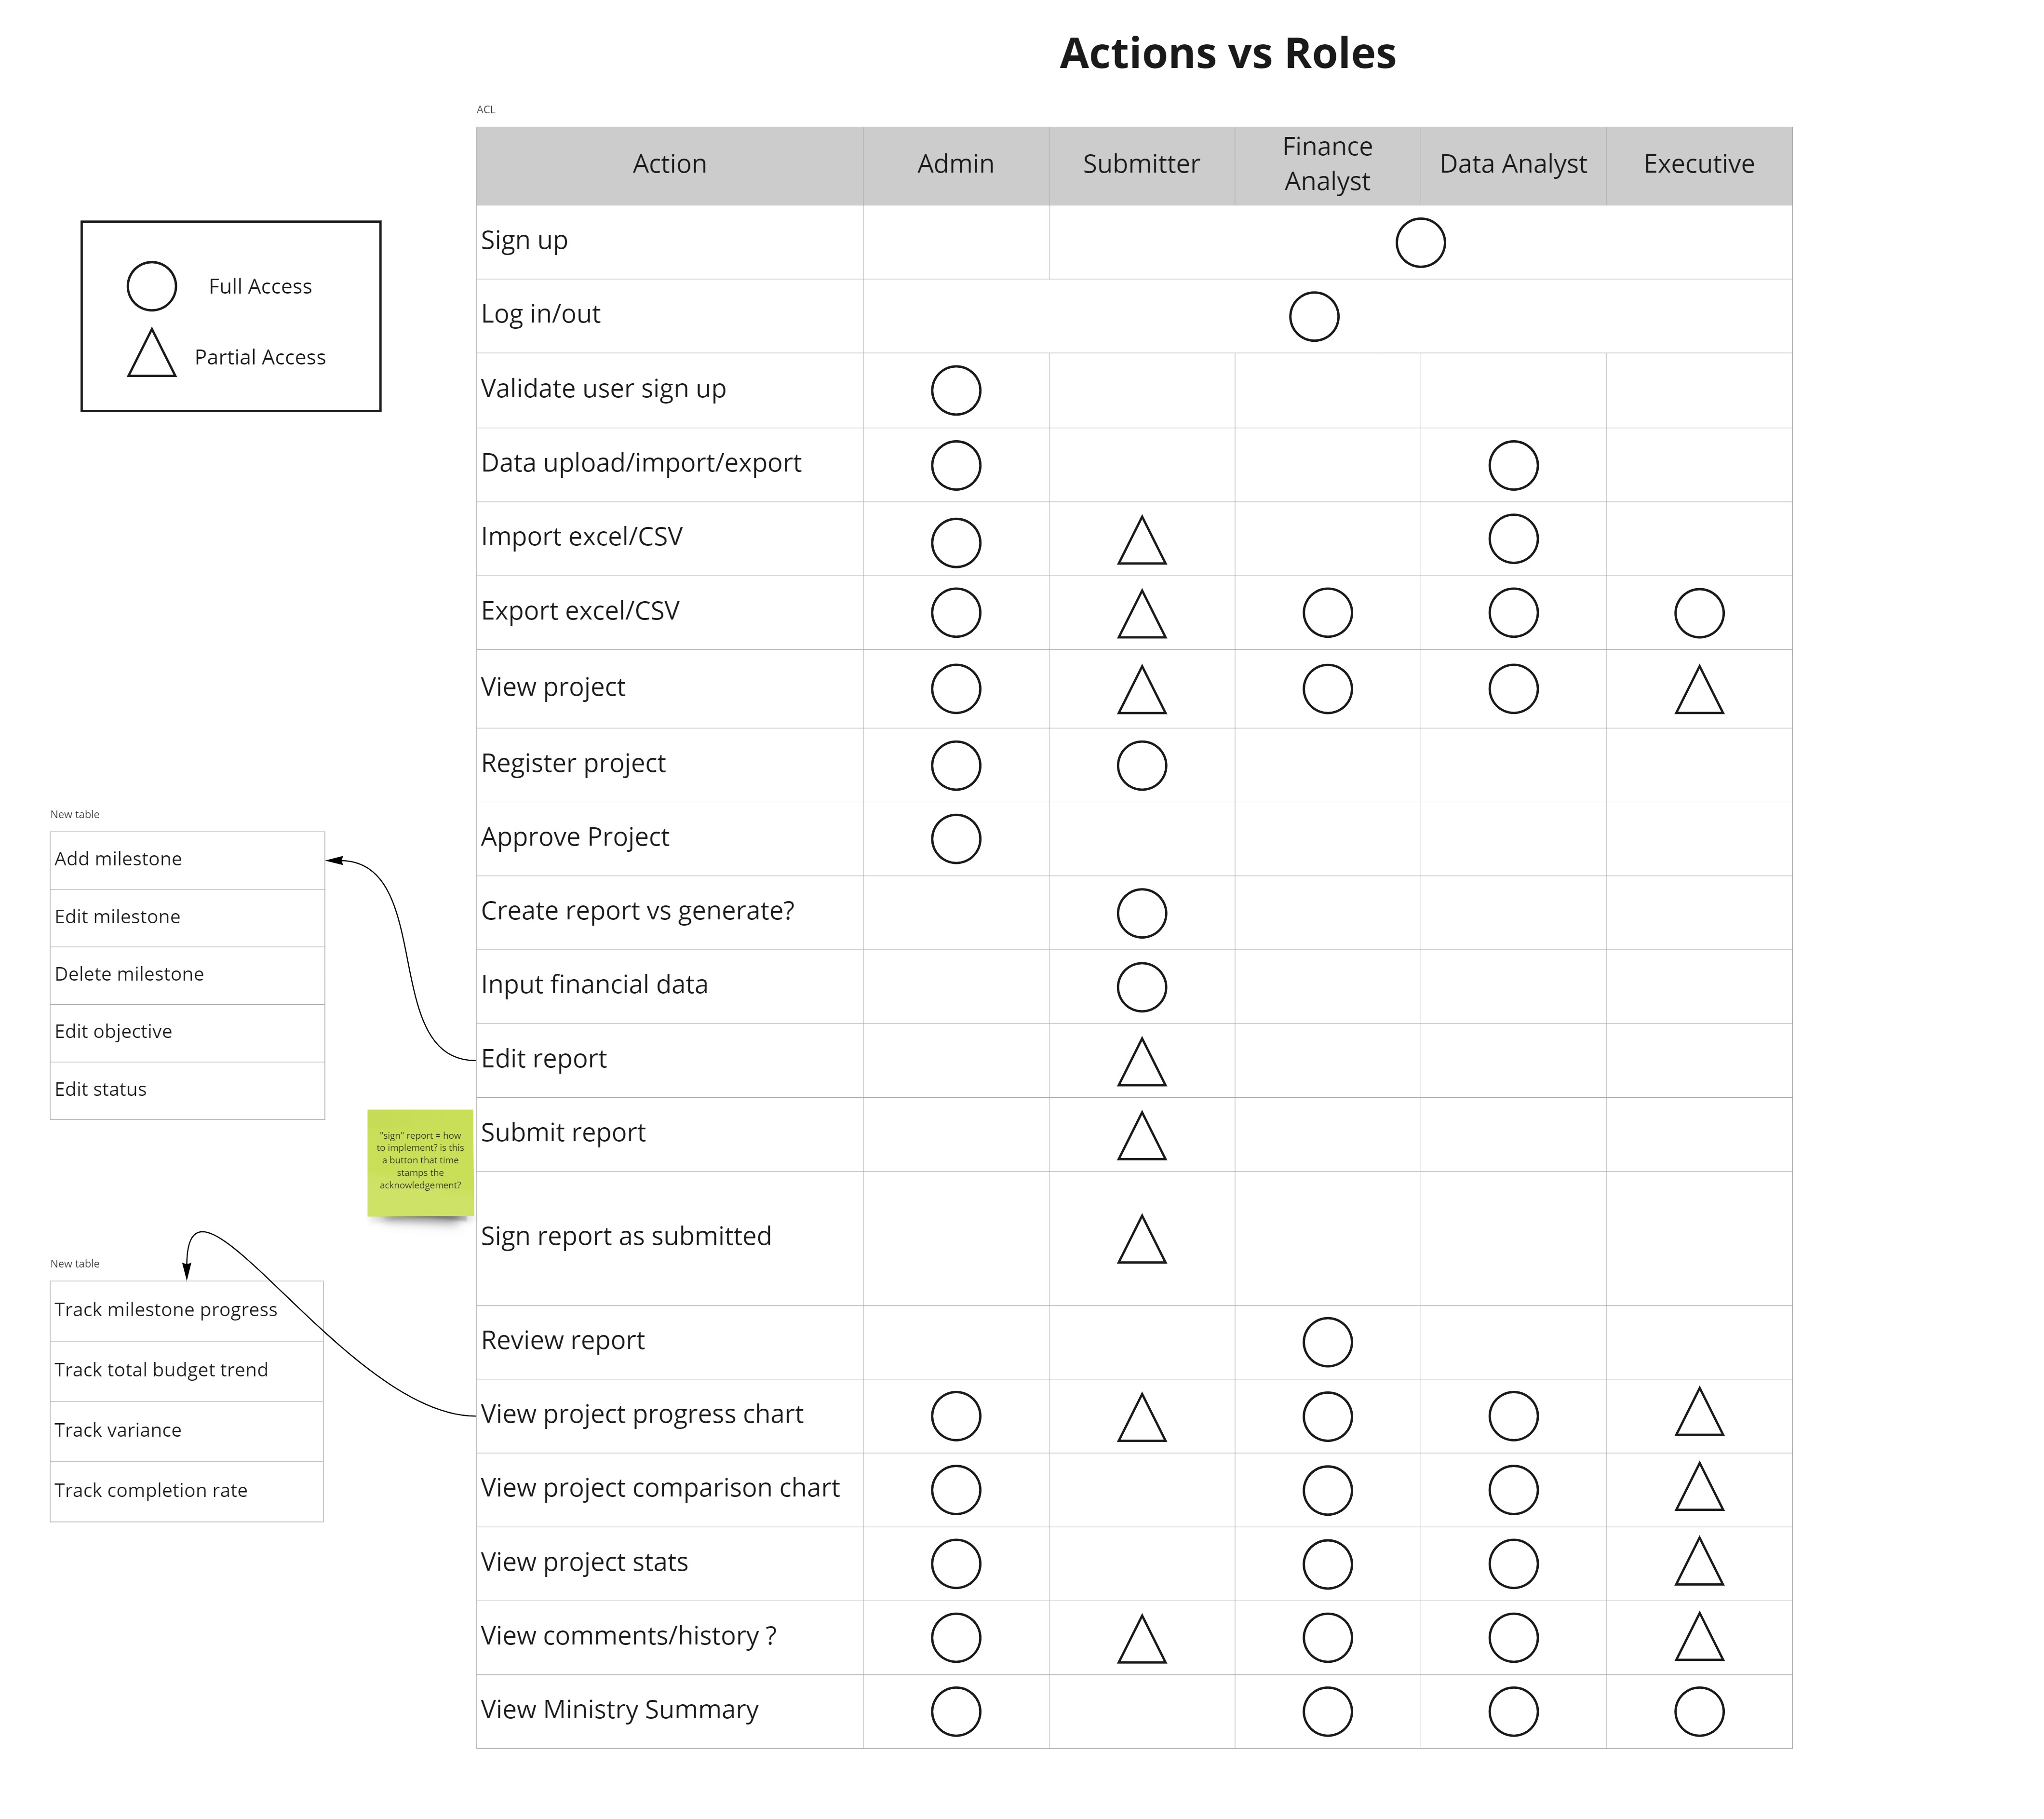 Actions vs Roles
ACL
Action
Admin
Submitter
Finance
Analyst
Data Analyst
Executive
Full Access
Partial Access
Sign up
Log in/out
Validate user sign up
Data upload/import/export
Import excel/CSV
Export excel/CSV
View project
Register project
Approve Project
Create report vs generate?
Input financial data
Edit report
Submit report
Sign report as submitted
Review report
View project progress chart
View project comparison chart
View project stats
View comments/history ?
View Ministry Summary
New table
Add milestone
Edit milestone
Delete milestone
Edit objective
Edit status
"sign" report = how
to implement? is this
a button that time
stamps the
acknowledgement?
New table
Track milestone progress
Track total budget trend
Track variance
Track completion rate